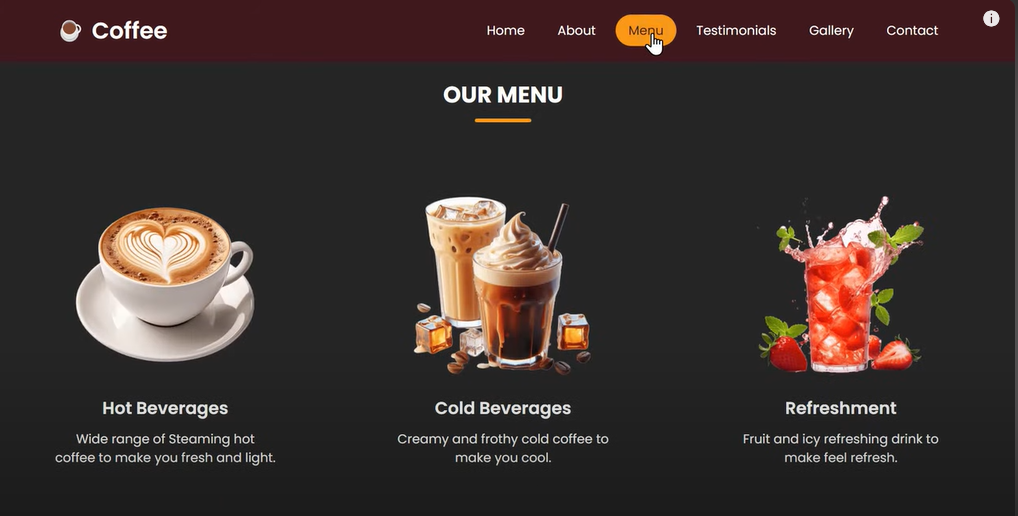 Coffee
Home About Menu Testimonials Gallery Contact
OUR MENU
Hot Beverages
Wide range of Steaming hot
coffee to make you fresh and light.
Cold Beverages
Creamy and frothy cold coffee to
make you cool.
Refreshment
Fruit and icy refreshing drink to
make feel refresh.